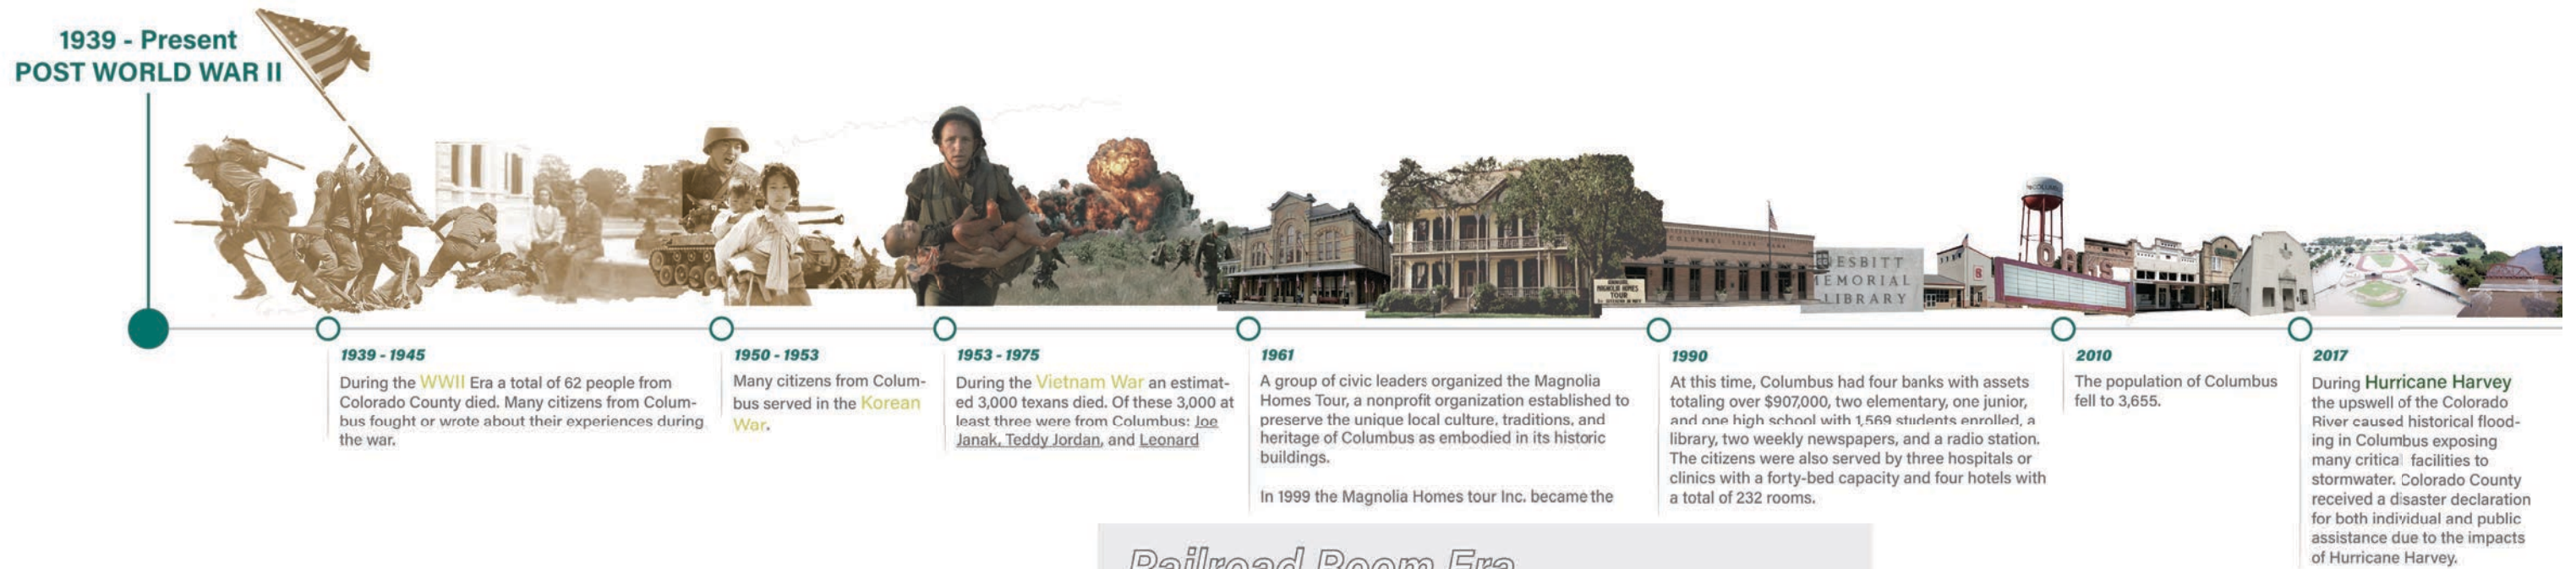 1939 - Present
POST WORLD WAR II
1939 - 1945
During the WWII Era a total of 62 people from
Colorado County died. Many citizens from Colum-
bus fought or wrote about their experiences during
the war.
1950 - 1953
Many citizens from Colum-
bus served in the Korean
War.
1953 - 1975
During the Vietnam War an estimat-
ed 3,000 texans died. Of these 3,000 at
least three were from Columbus: Joe
Janak, Teddy Jordan, and Leonard
1961
A group of civic leaders organized the Magnolia
Homes Tour, a nonprofit organization established to
preserve the unique local culture, traditions, and
heritage of Columbus as embodied in its historic
buildings.
In 1999 the Magnolia Homes tour Inc. became the
1990
At this time, Columbus had four banks with assets
totaling over $907,000, two elementary, one junior,
and one high school with 1,569 students enrolled, a
library, two weekly newspapers, and a radio station.
The citizens were also served by three hospitals or
clinics with a forty-bed capacity and four hotels with
a total of 232 rooms.
2010
The population of Columbus
fell to 3,655.
2017
During Hurricane Harvey
the upswell of the Colorado
River caused historical flood-
ing in Columbus exposing
many critical facilities to
stormwater. Colorado County
received a disaster declaration
for both individual and public
assistance due to the impacts
of Hurricane Harvey.
MAGNOLIA HOMES
TOUR
ESBITT
EMORIAL
LIBRARY
OAKS
Railroad Boom Era